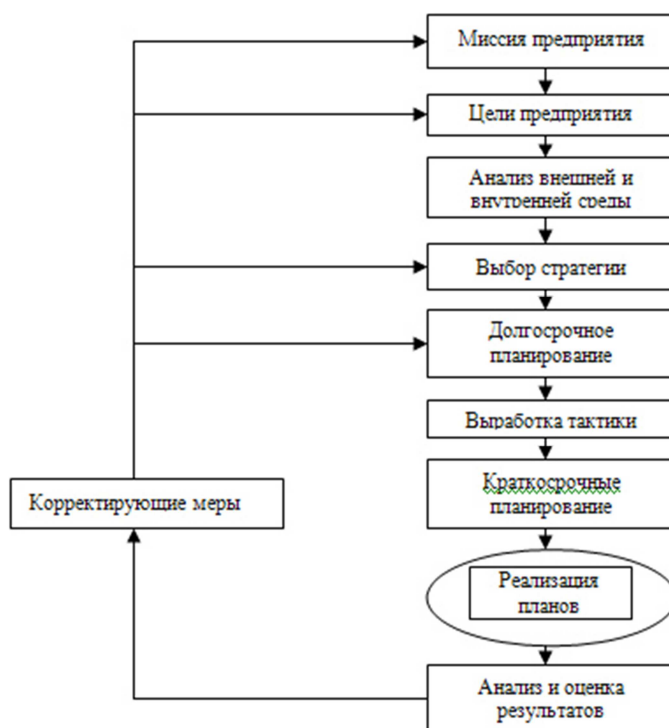 Миссия предприятия
Цели предприятия
Анализ внешней и
внутренней среды
Выбор стратегии
Долгосрочное
планирование
Выработка тактики
Корректирующие меры
Краткосрочные
планирование
Реализация
планов
Анализ и оценка
результатов